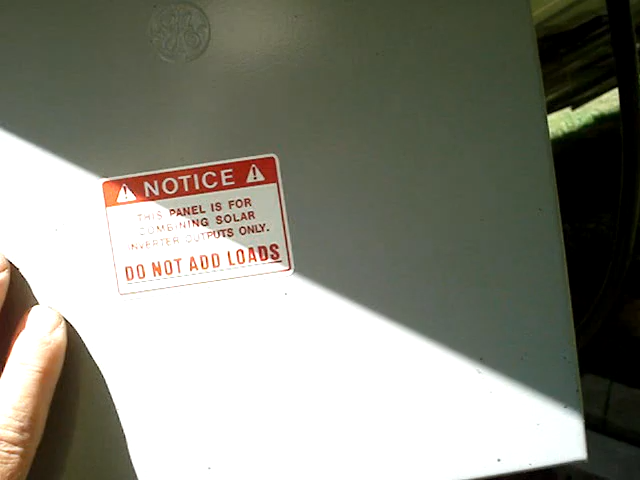 NOTICE
THIS PANEL IS FOR
COMBINING SOLAR
INVERTER OUTPUTS ONLY.
DO NOT ADD LOADS